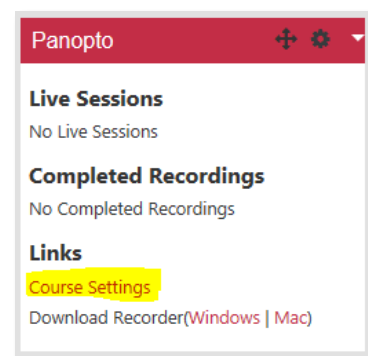 Panopto
Live Sessions
No Live Sessions
Completed Recordings
No Completed Recordings
Links
Course Settings
Download Recorder(Windows | Mac)